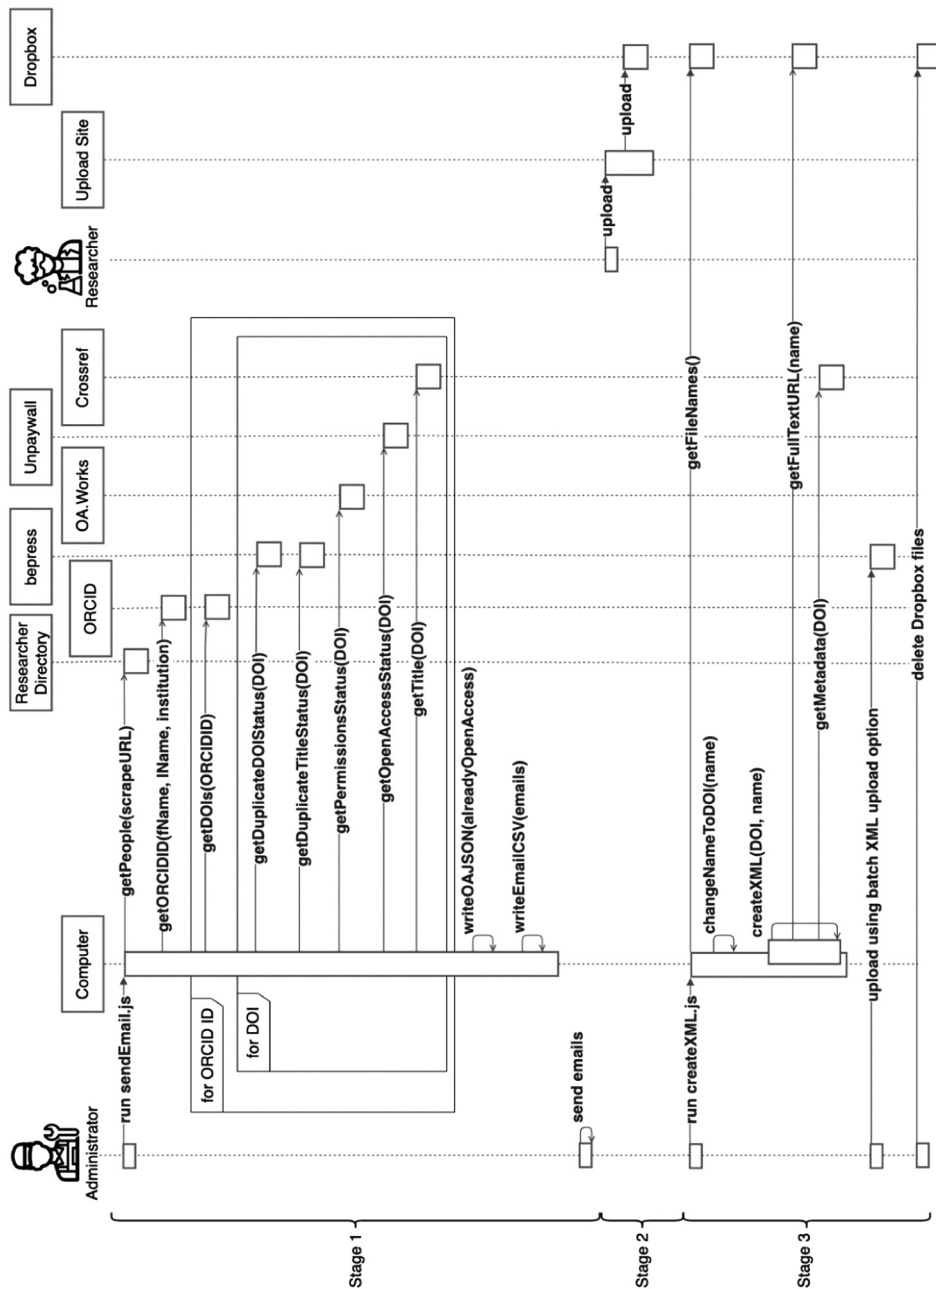 Administrator
Computer
Researcher
Directory
ORCID
bepress
OA.Works
Unpaywall
Crossref
Researcher
Upload Site
Dropbox
Stage 1
run sendEmail.js
getPeople(scrapeURL)
getORCIDID(fName, lName, institution)
for ORCID ID
getDOIs(ORCIDID)
for DOI
getDuplicateDOIStatus(DOI)
getDuplicateTitleStatus(DOI)
getPermissionsStatus(DOI)
getOpenAccessStatus(DOI)
getTitle(DOI)
writeOAJSON(alreadyOpenAccess)
writeEmailCSV(emails)
send emails
Stage 2
upload
upload
Stage 3
run createXML.js
getFileNames()
changeNameToDOI(name)
createXML(DOI, name)
getFullTextURL(name)
getMetadata(DOI)
upload using batch XML upload option
delete Dropbox files